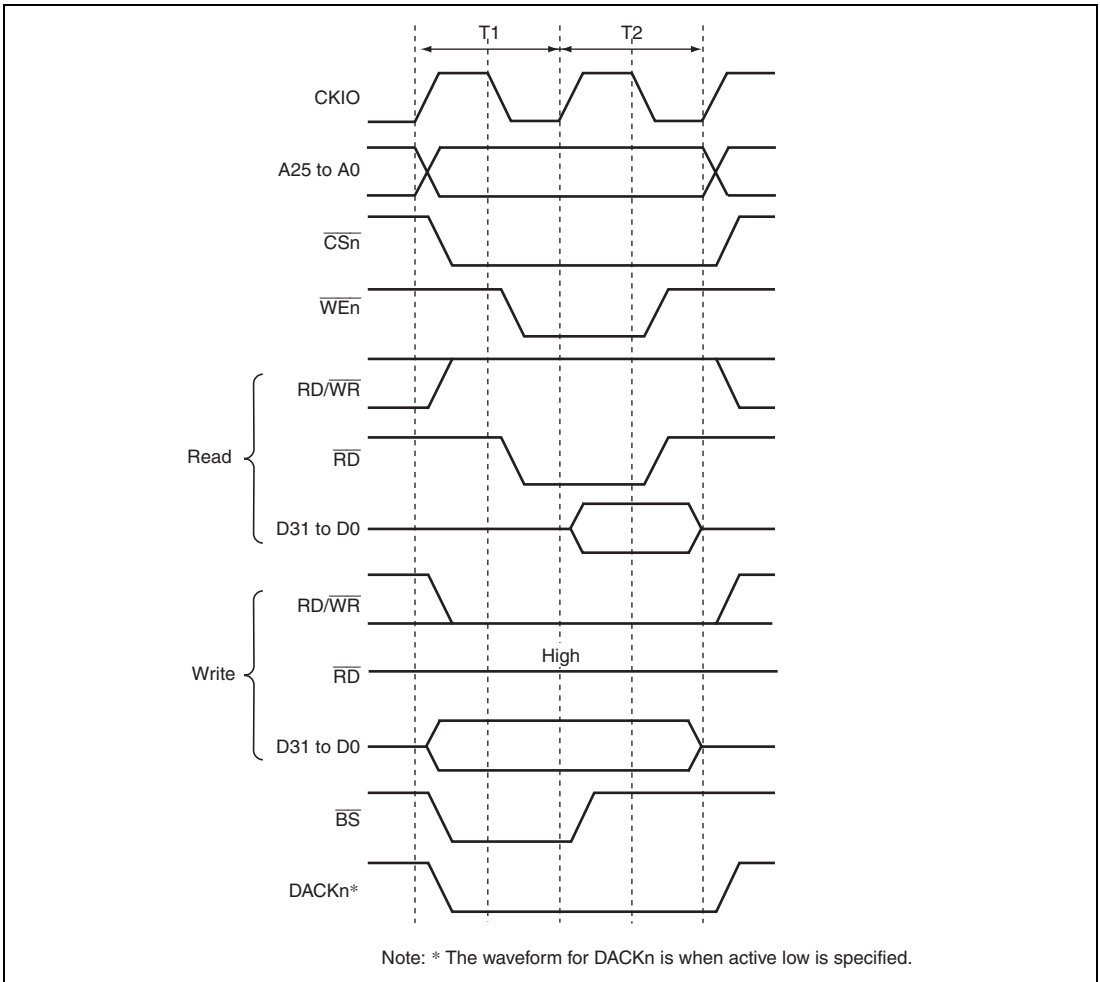 T1 T2
CKIO
A25 to A0
CSn
WEn
RD/WR
Read
RD
D31 to D0
RD/WR
High
Write
RD
D31 to D0
BS
DACKn*
Note: * The waveform for DACKn is when active low is specified.